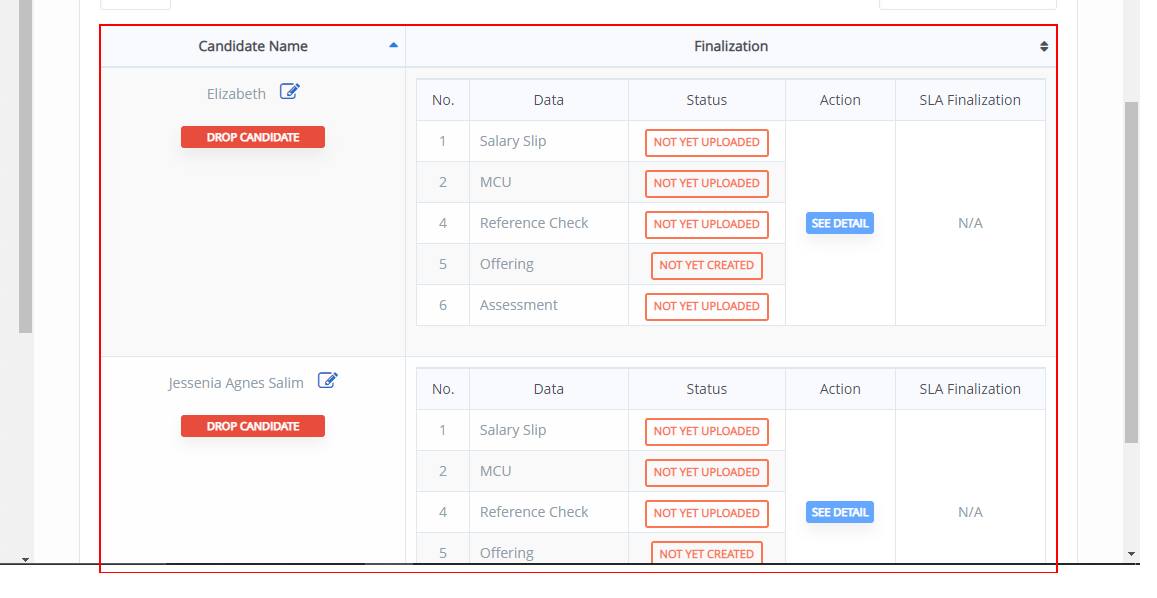 Candidate Name Finalization
Elizabeth
DROP CANDIDATE
No. Data Status Action SLA Finalization
1 Salary Slip NOT YET UPLOADED
2 MCU NOT YET UPLOADED
4 Reference Check NOT YET UPLOADED SEE DETAIL N/A
5 Offering NOT YET CREATED
6 Assessment NOT YET UPLOADED
Jessenia Agnes Salim
DROP CANDIDATE
No. Data Status Action SLA Finalization
1 Salary Slip NOT YET UPLOADED
2 MCU NOT YET UPLOADED
4 Reference Check NOT YET UPLOADED SEE DETAIL N/A
5 Offering NOT YET CREATED